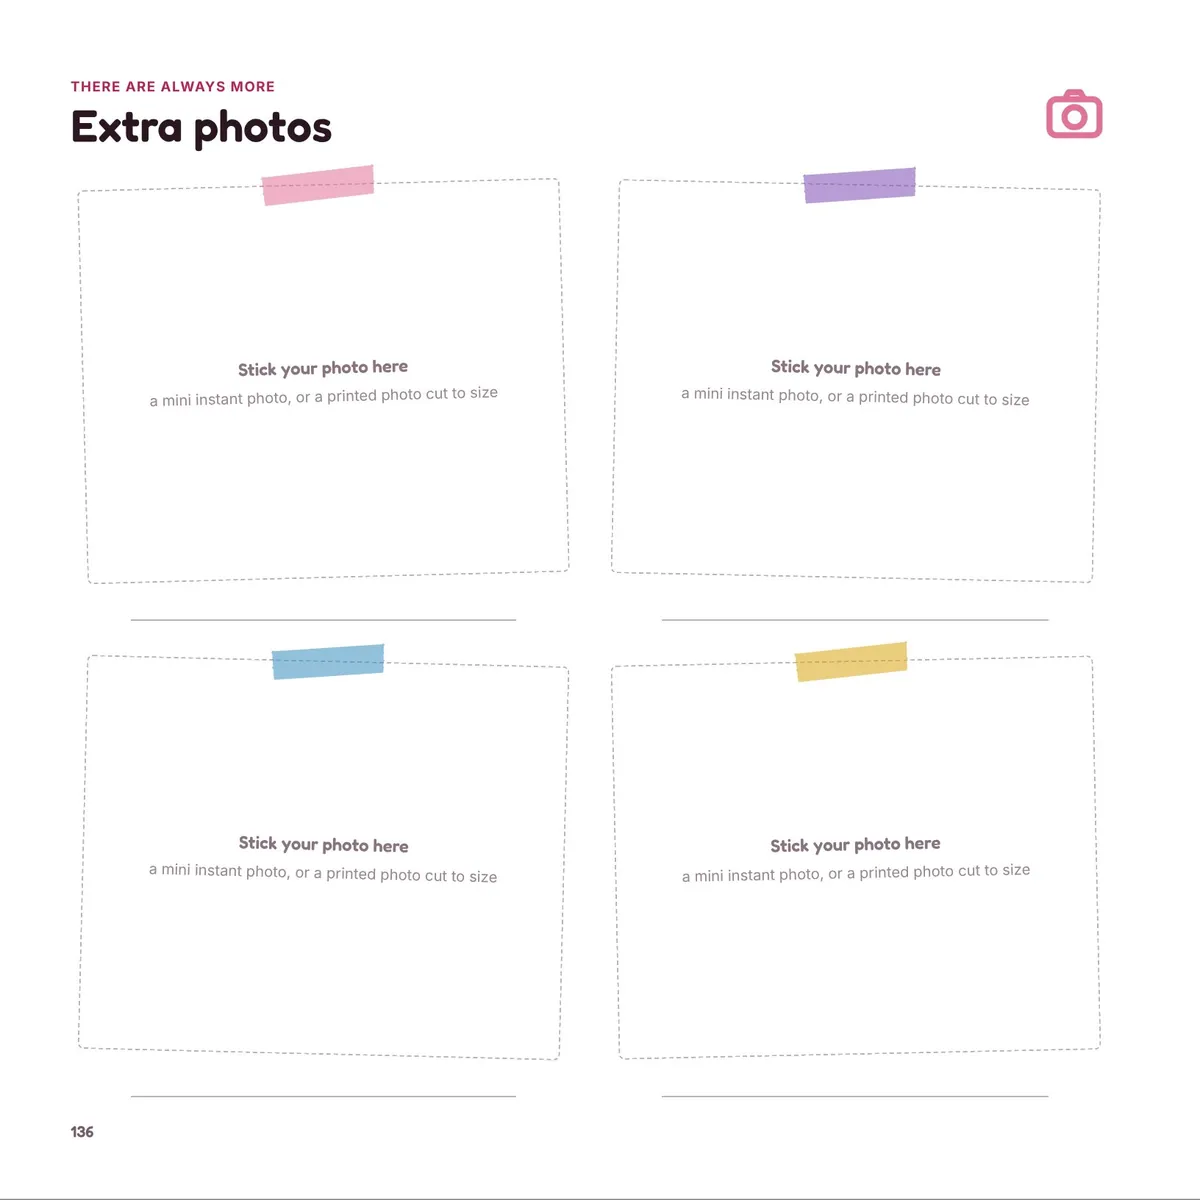 THERE ARE ALWAYS MORE
Extra photos
Stick your photo here
a mini instant photo, or a printed photo cut to size
Stick your photo here
a mini instant photo, or a printed photo cut to size
Stick your photo here
a mini instant photo, or a printed photo cut to size
Stick your photo here
a mini instant photo, or a printed photo cut to size
136